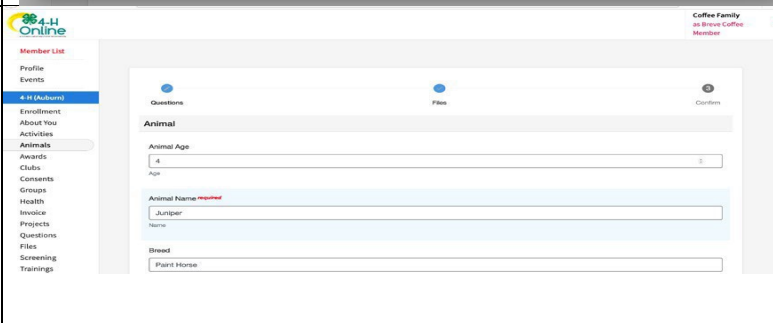 4-H
Online
Coffee Family
as Breve Coffee
Member
Member List
Profile
Events
4-H (Auburn)
Enrollment
About You
Activities
Animals
Awards
Clubs
Consents
Groups
Health
Invoice
Projects
Questions
Files
Screening
Trainings
Questions
Files
3
Confirm
Animal
Animal Age
4
Age
Animal Name required
Juniper
Name
Breed
Paint Horse